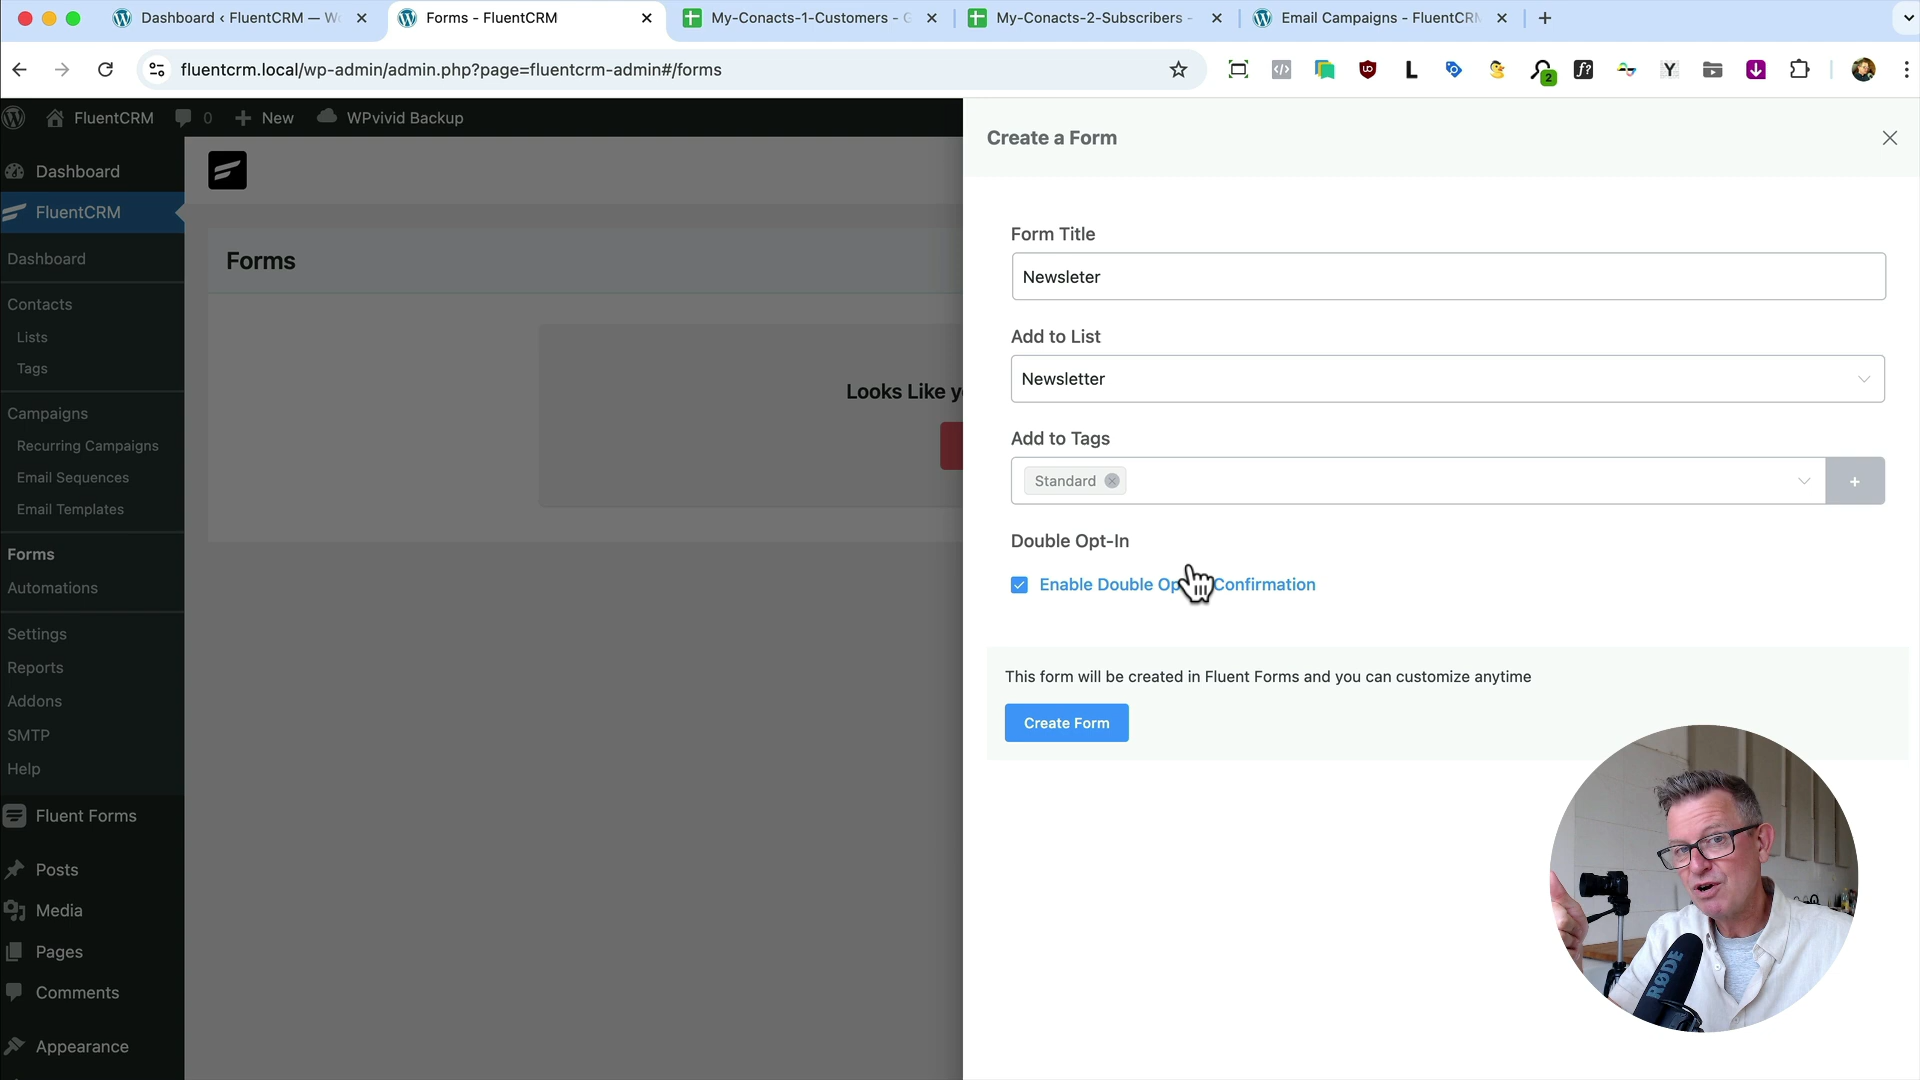 Dashboard ‹ FluentCRM — W
Forms - FluentCRM
My-Conacts-1-Customers - G
My-Conacts-2-Subscribers -
Email Campaigns - FluentCRM
fluentcrm.local/wp-admin/admin.php?page=fluentcrm-admin#/forms
L
2
f?
Y
FluentCRM
0
New
WPvivid Backup
Dashboard
FluentCRM
Dashboard
Contacts
Lists
Tags
Campaigns
Recurring Campaigns
Email Sequences
Email Templates
Forms
Automations
Settings
Reports
Addons
SMTP
Help
Fluent Forms
Posts
Media
Pages
Comments
Appearance
Forms
Looks Like y
Create a Form
Form Title
Newsleter
Add to List
Newsletter
Add to Tags
Standard
+
Double Opt-In
Enable Double Op Confirmation
This form will be created in Fluent Forms and you can customize anytime
Create Form
RØDE